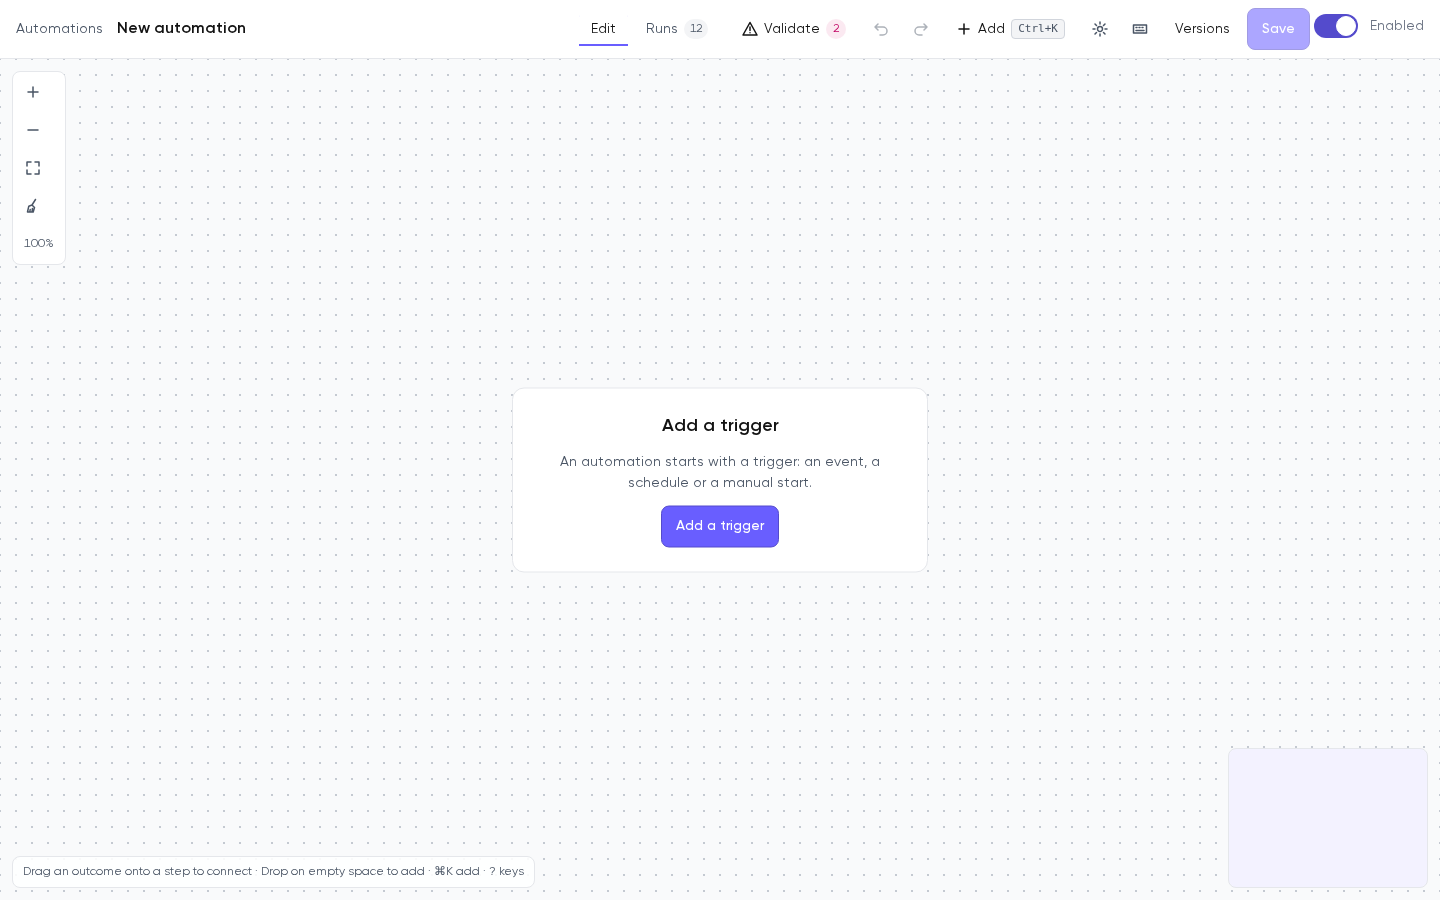 Automations New automation Edit Runs 12 Validate 2 Add Ctrl+K Versions Save Enabled
100%
Add a trigger
An automation starts with a trigger: an event, a
schedule or a manual start.
Add a trigger
Drag an outcome onto a step to connect · Drop on empty space to add · ⌘K add · ? keys